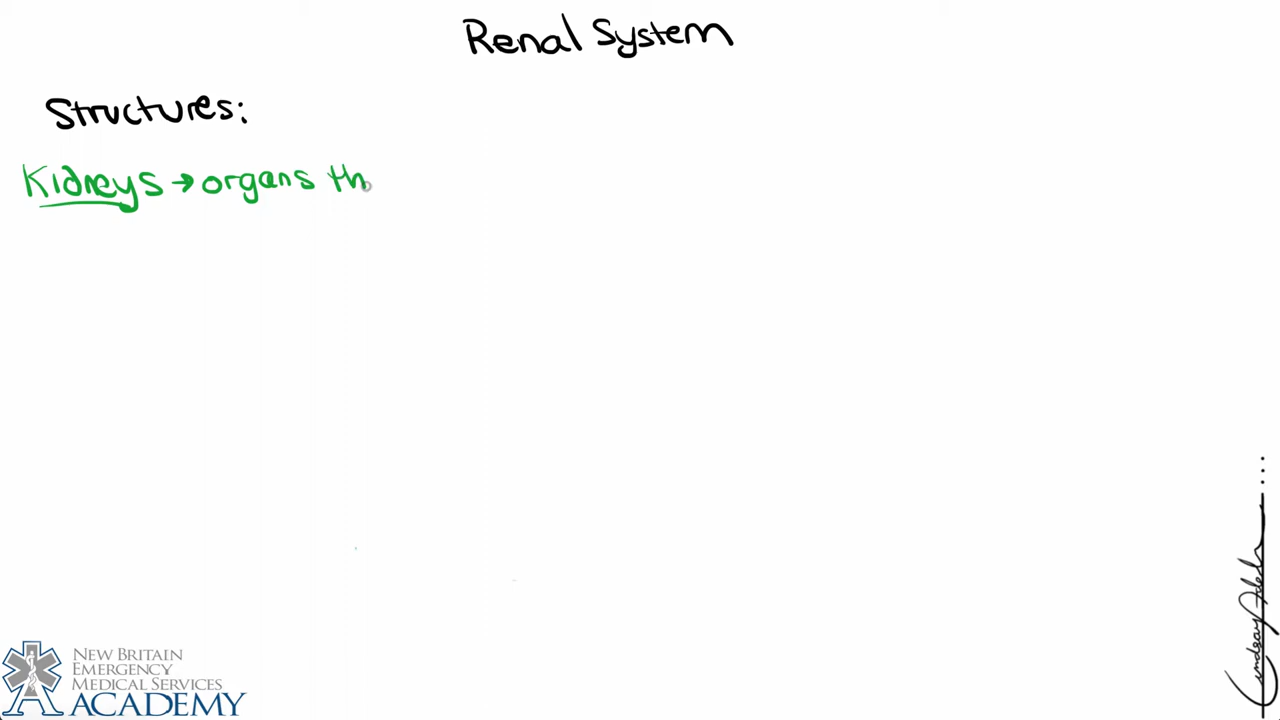 Renal System
Structures:
Kidneys → organs th
NEW BRITAIN
EMERGENCY
MEDICAL SERVICES
ACADEMY